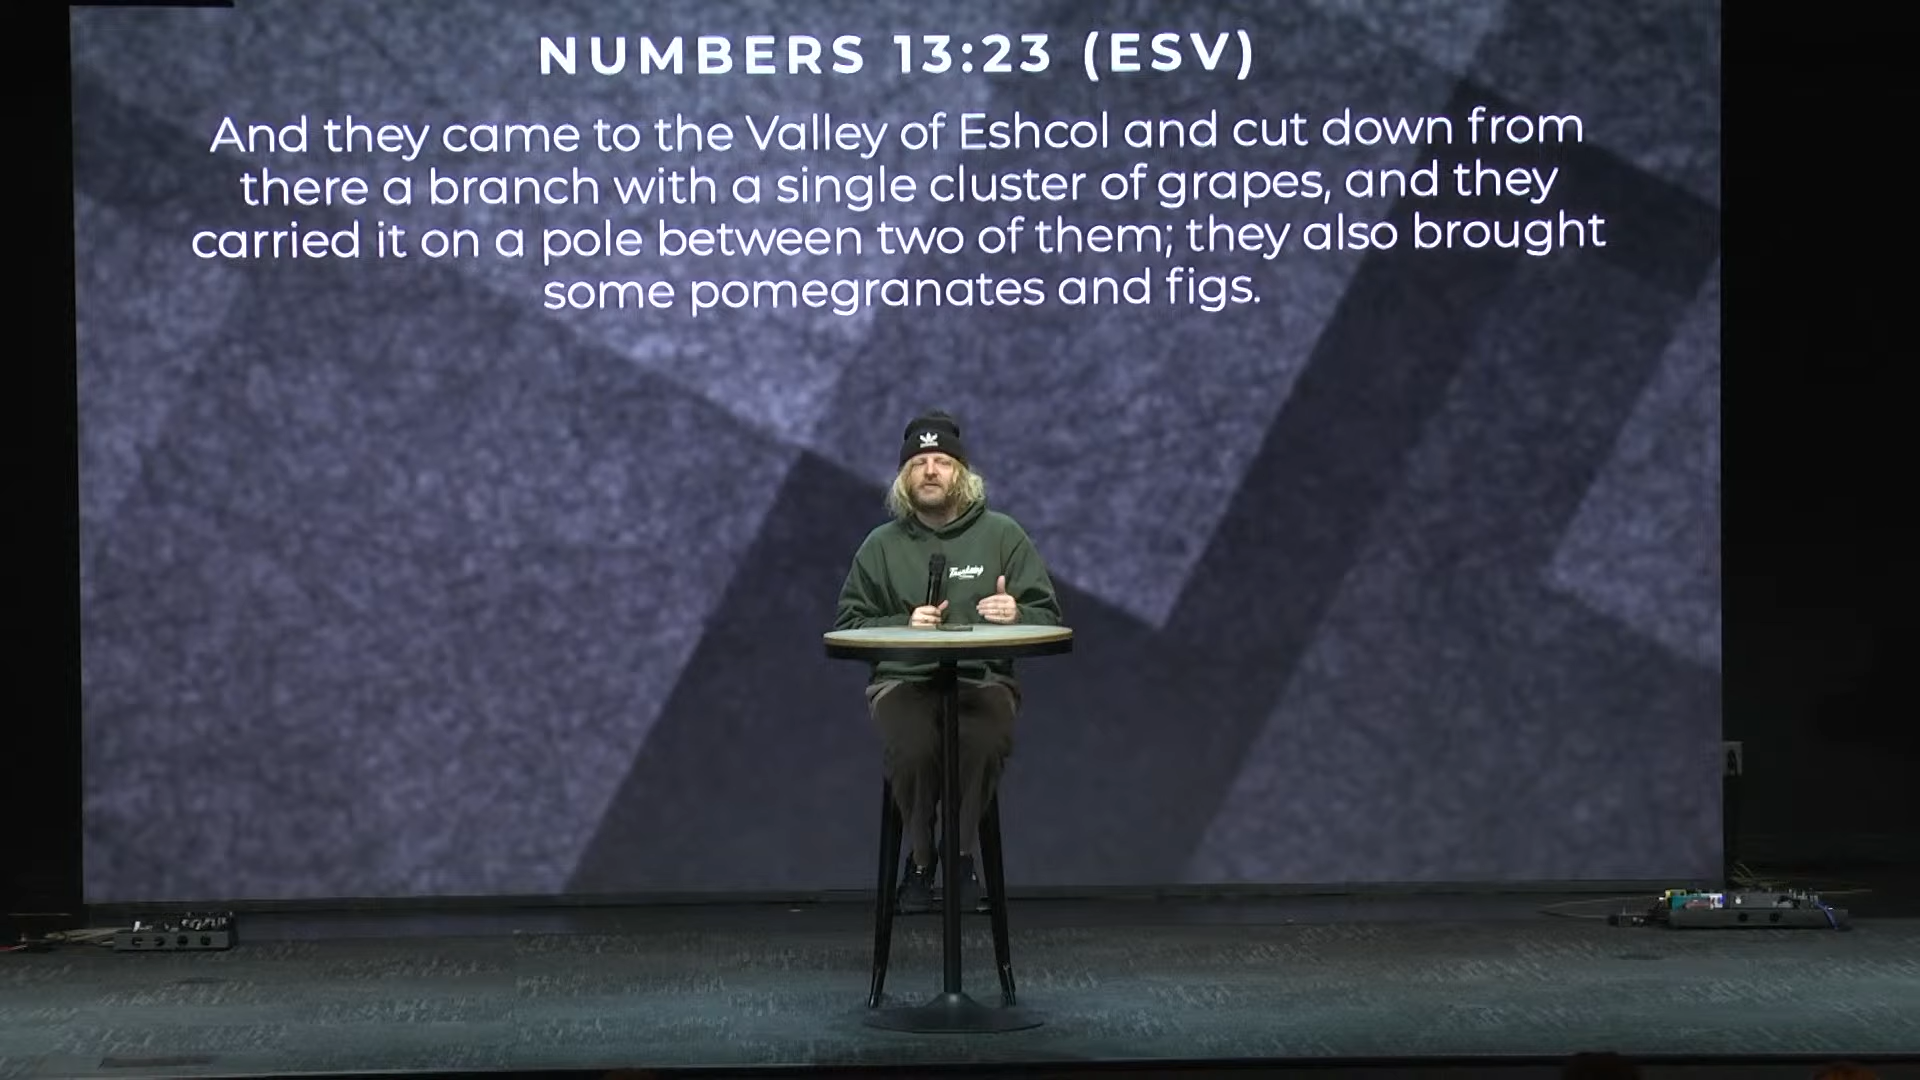 NUMBERS 13:23 (ESV)
And they came to the Valley of Eshcol and cut down from
there a branch with a single cluster of grapes, and they
carried it on a pole between two of them; they also brought
some pomegranates and figs.